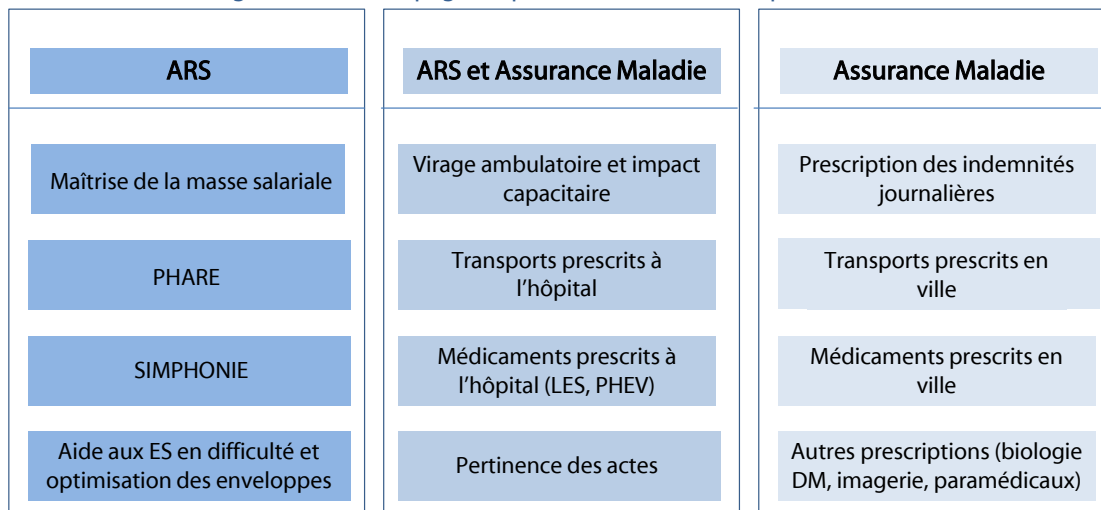 ARS
Maîtrise de la masse salariale
PHARE
SIMPHONIE
Aide aux ES en difficulté et
optimisation des enveloppes
ARS et Assurance Maladie
Virage ambulatoire et impact
capacitaire
Transports prescrits à
l’hôpital
Médicaments prescrits à
l’hôpital (LES, PHEV)
Pertinence des actes
Assurance Maladie
Prescription des indemnités
journalières
Transports prescrits en
ville
Médicaments prescrits en
ville
Autres prescriptions (biologie
DM, imagerie, paramédicaux)